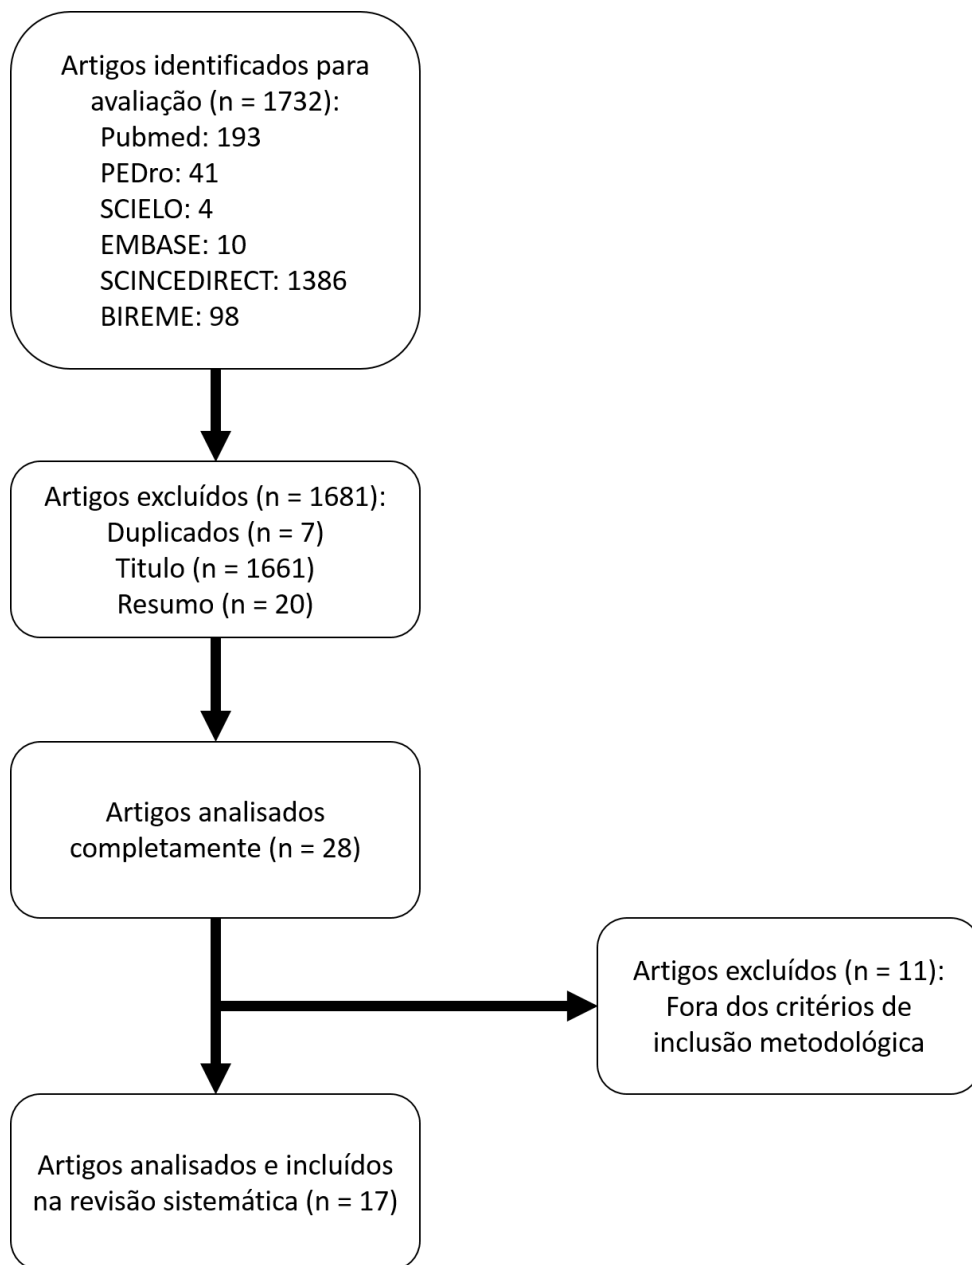 Artigos identificados para
avaliação (n = 1732):
Pubmed: 193
PEDro: 41
SCIELO: 4
EMBASE: 10
SCINCEDIRECT: 1386
BIREME: 98
Artigos excluídos (n = 1681):
Duplicados (n = 7)
Titulo (n = 1661)
Resumo (n = 20)
Artigos analisados
completamente (n = 28)
Artigos excluídos (n = 11):
Fora dos critérios de
inclusão metodológica
Artigos analisados e incluídos
na revisão sistemática (n = 17)